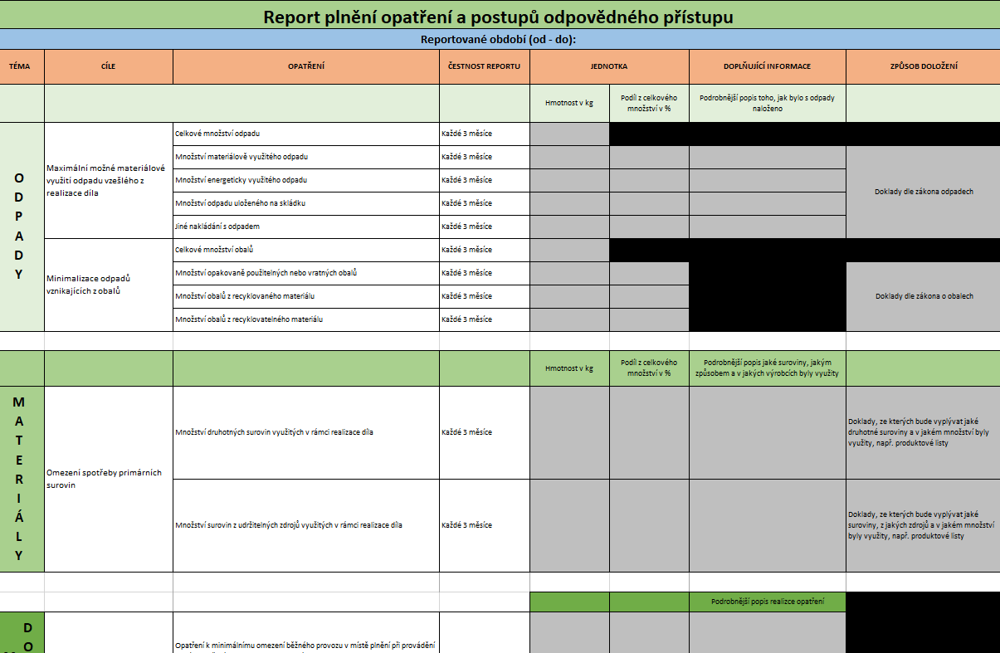 Report plnění opatření a postupů odpovědného přístupu
Reportované období (od - do):
TÉMA
CÍLE
OPATŘENÍ
ČESTNOST REPORTU
JEDNOTKA
DOPLŇUJÍCÍ INFORMACE
ZPŮSOB DOLOŽENÍ
Hmotnost v kg
Podíl z celkového
množství v %
Podrobnější popis toho, jak bylo s odpady
naloženo
O
D
P
A
D
Y
Maximální možné materiálové
využití odpadu vzešlého z
realizace díla
Celkové množství odpadu
Každé 3 měsíce
Množství materiálově využitého odpadu
Každé 3 měsíce
Množství energeticky využitého odpadu
Každé 3 měsíce
Množství odpadu uloženého na skládku
Každé 3 měsíce
Jiné nakládání s odpadem
Každé 3 měsíce
Doklady dle zákona odpadech
Minimalizace odpadů
vznikajících z obalů
Celkové množství obalů
Každé 3 měsíce
Množství opakovaně použitelných nebo vratných obalů
Každé 3 měsíce
Množství obalů z recyklovaného materiálu
Každé 3 měsíce
Množství obalů z recyklovatelného materiálu
Každé 3 měsíce
Doklady dle zákona o obalech
Hmotnost v kg
Podíl z celkového
množství v %
Podrobnější popis jaké suroviny, jakým
způsobem a v jakých výrobcích byly využity
M
A
T
E
R
I
Á
L
Y
Omezení spotřeby primárních
surovin
Množství druhotných surovin využitých v rámci realizace díla
Každé 3 měsíce
Doklady, ze kterých bude vyplývat jaké
druhotné suroviny a v jakém množství byly
využity, např. produktové listy
Množství surovin z udržitelných zdrojů využitých v rámci realizace díla
Každé 3 měsíce
Doklady, ze kterých bude vyplývat jaké
suroviny, z jakých zdrojů a v jakém množství
byly využity, např. produktové listy
Podrobnější popis realizce opatření
D
O
Opatření k minimálnímu omezení běžného provozu v místě plnění při provádění